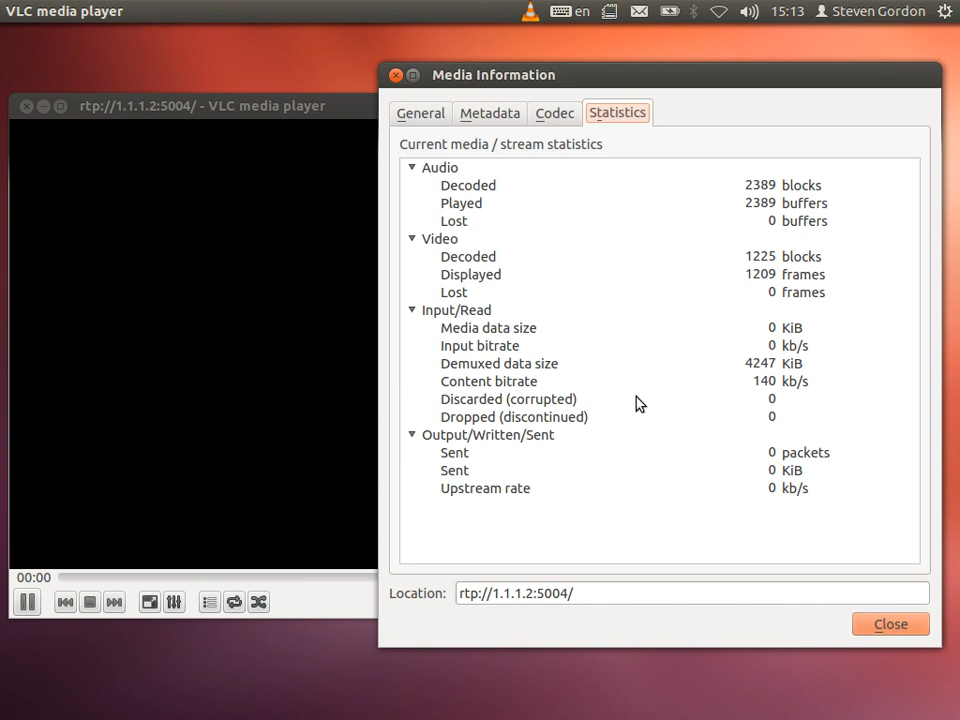 VLC media player en 15:13 Steven Gordon
rtp://1.1.1.2:5004/ - VLC media player
Media Information
General Metadata Codec Statistics
Current media / stream statistics
Audio
Decoded 2389 blocks
Played 2389 buffers
Lost 0 buffers
Video
Decoded 1225 blocks
Displayed 1209 frames
Lost 0 frames
Input/Read
Media data size 0 KiB
Input bitrate 0 kb/s
Demuxed data size 4247 KiB
Content bitrate 140 kb/s
Discarded (corrupted) 0
Dropped (discontinued) 0
Output/Written/Sent
Sent 0 packets
Sent 0 KiB
Upstream rate 0 kb/s
00:00
Location: rtp://1.1.1.2:5004/
Close